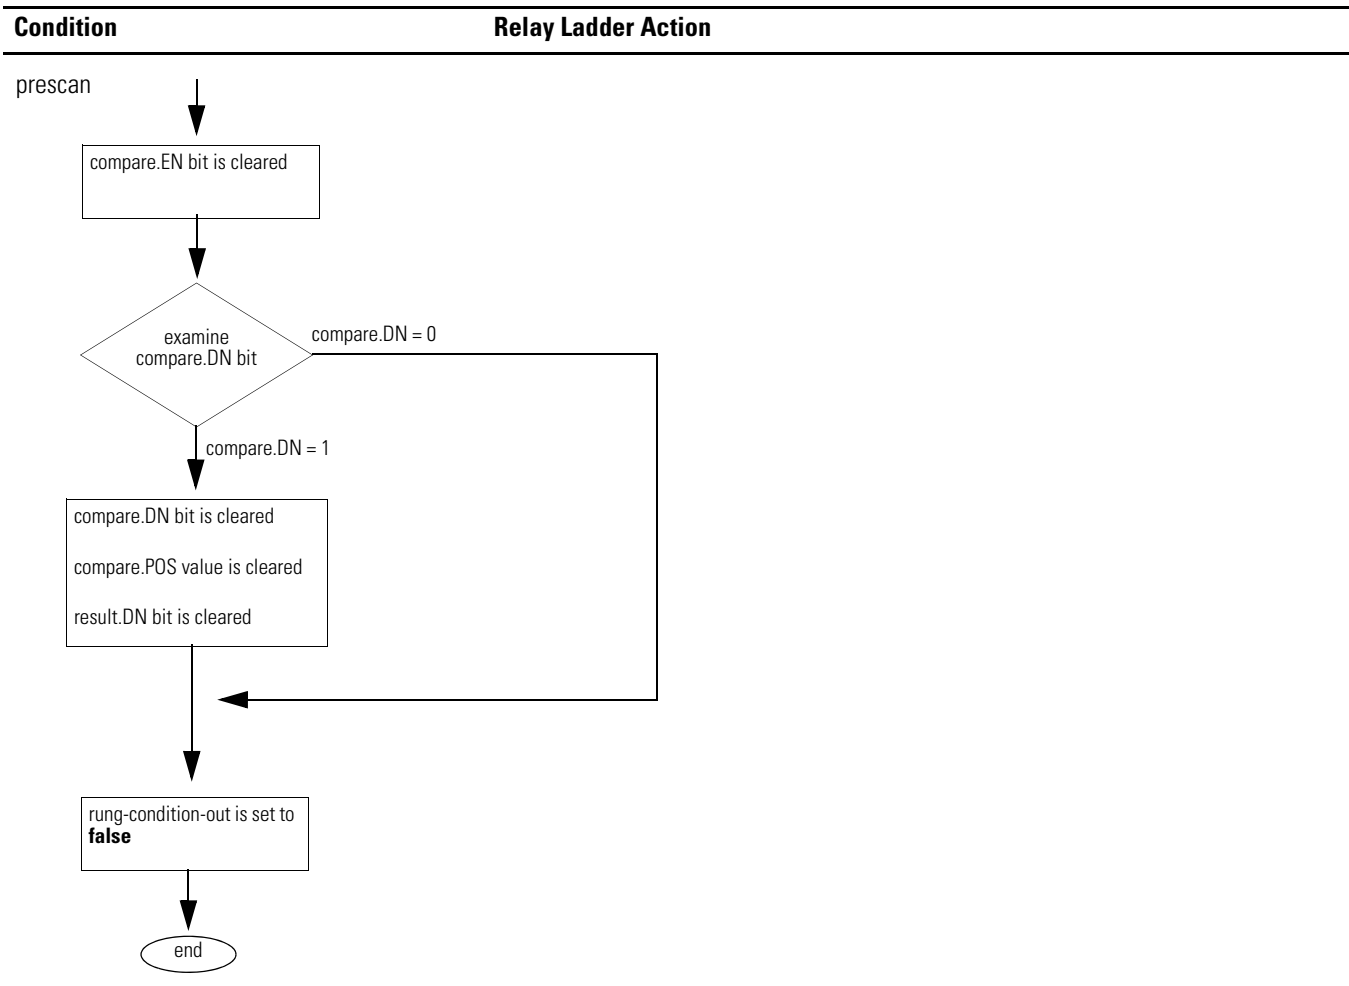 Condition
Relay Ladder Action
prescan
compare.EN bit is cleared
examine
compare.DN bit
compare.DN = 0
compare.DN = 1
compare.DN bit is cleared
compare.POS value is cleared
result.DN bit is cleared
rung-condition-out is set to
false
end